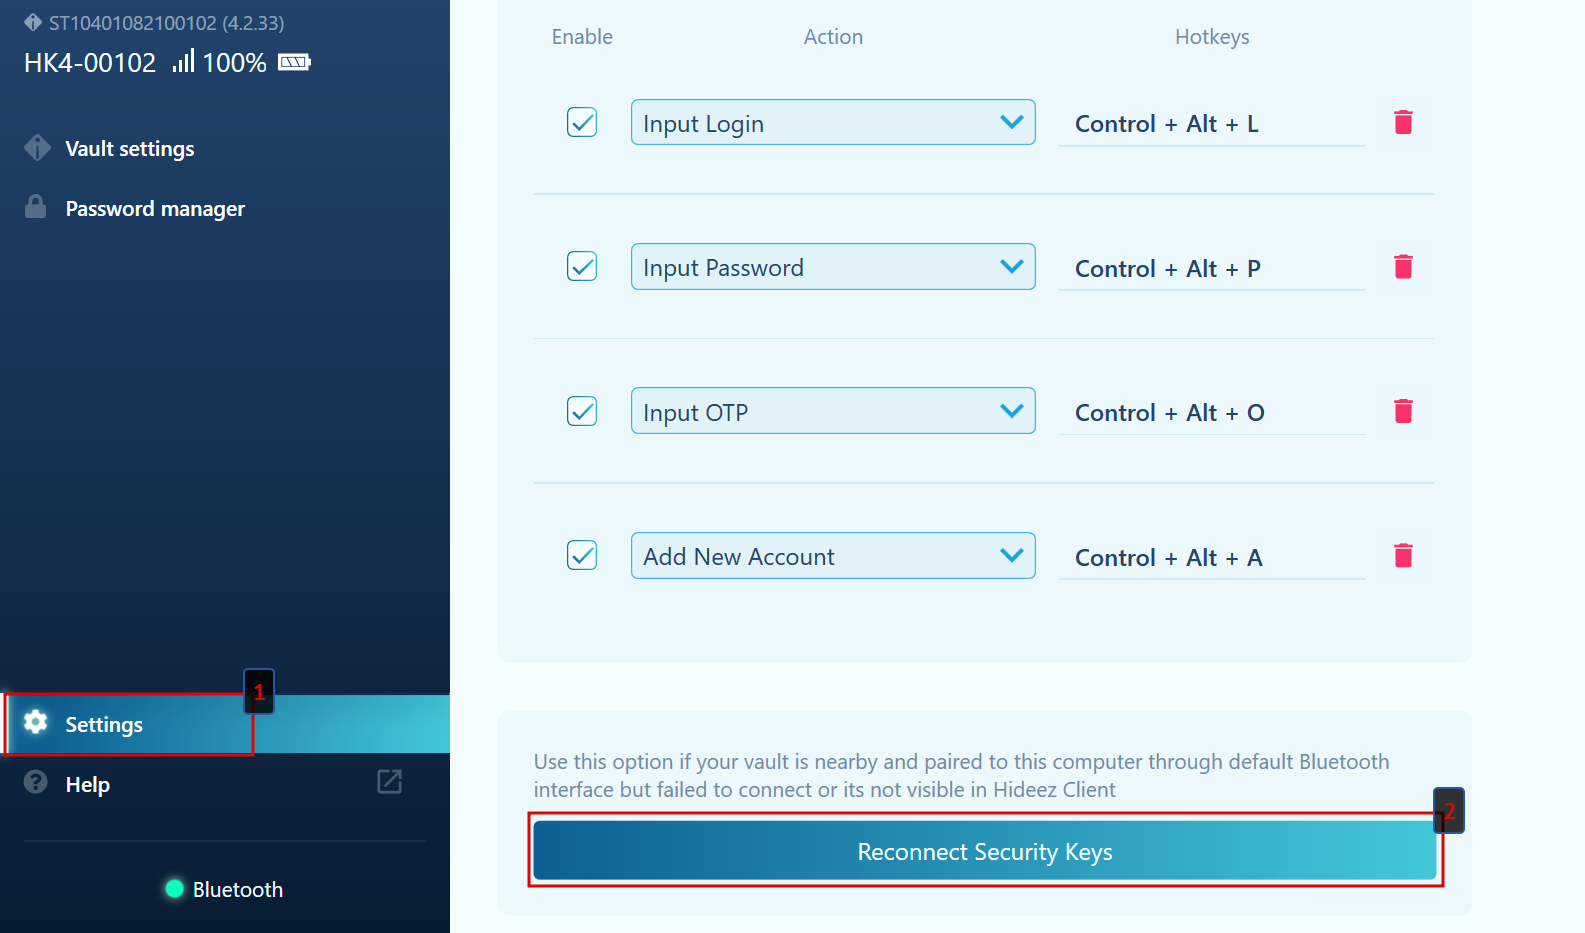 ST10401082100102 (4.2.33)
HK4-00102 100%
Vault settings
Password manager
1
Settings
Help
Bluetooth
Enable Action Hotkeys
Input Login Control + Alt + L
Input Password Control + Alt + P
Input OTP Control + Alt + O
Add New Account Control + Alt + A
Use this option if your vault is nearby and paired to this computer through default Bluetooth
interface but failed to connect or its not visible in Hideez Client
2
Reconnect Security Keys